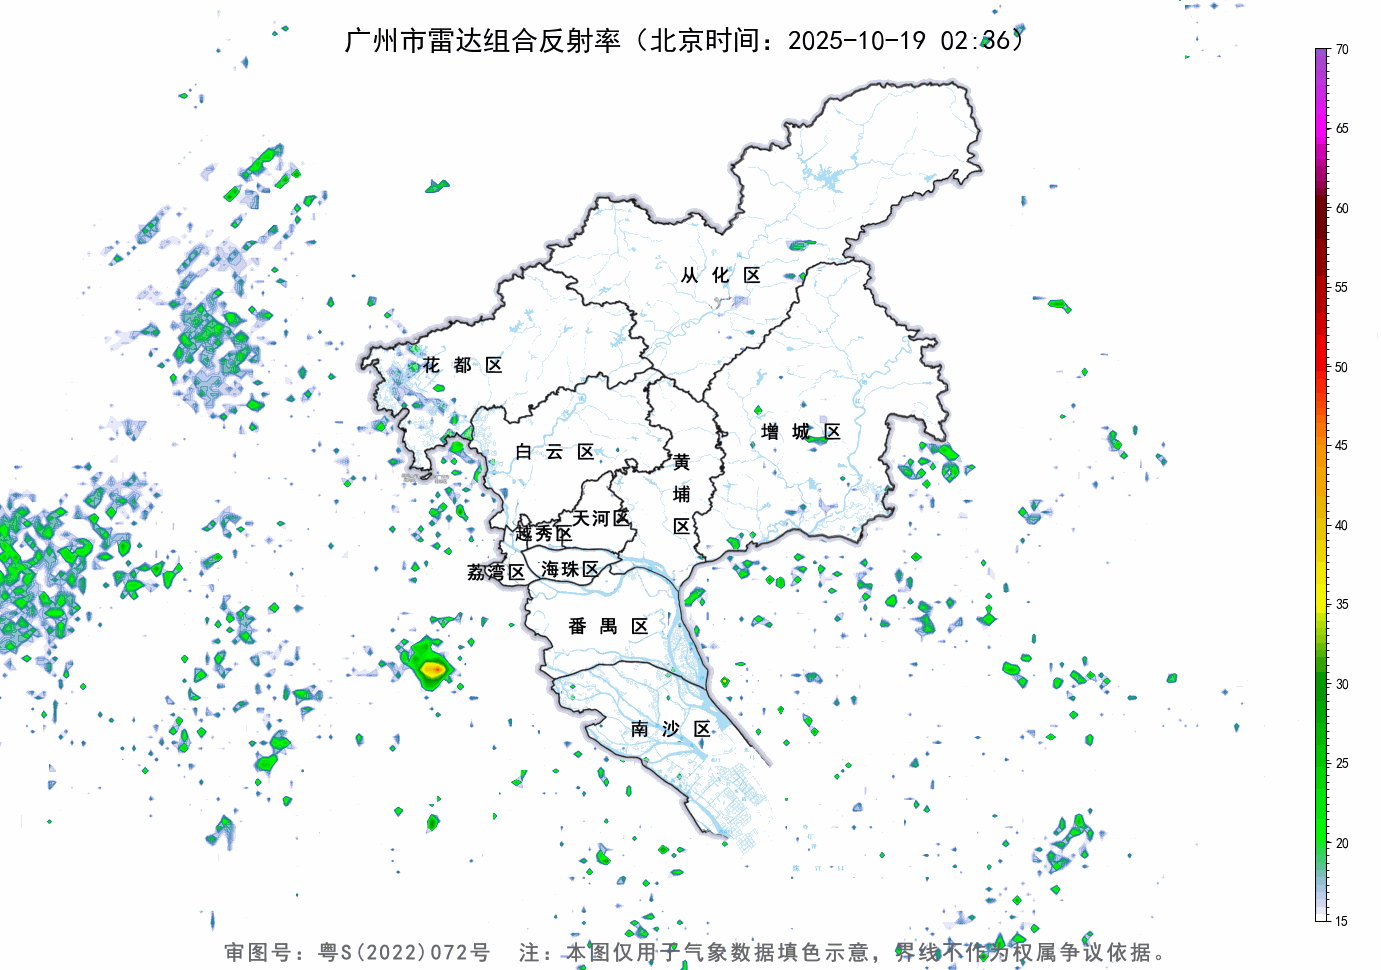 广州市雷达组合反射率（北京时间：2025-10-19 02:36）
70
65
60
55
50
45
40
35
30
25
20
15
从化区
花都区
增城区
白云区
黄埔区
天河区
越秀区
荔湾区
海珠区
番禺区
南沙区
审图号：粤S(2022)072号 注：本图仅用于气象数据填色示意，界线不作为权属争议依据。